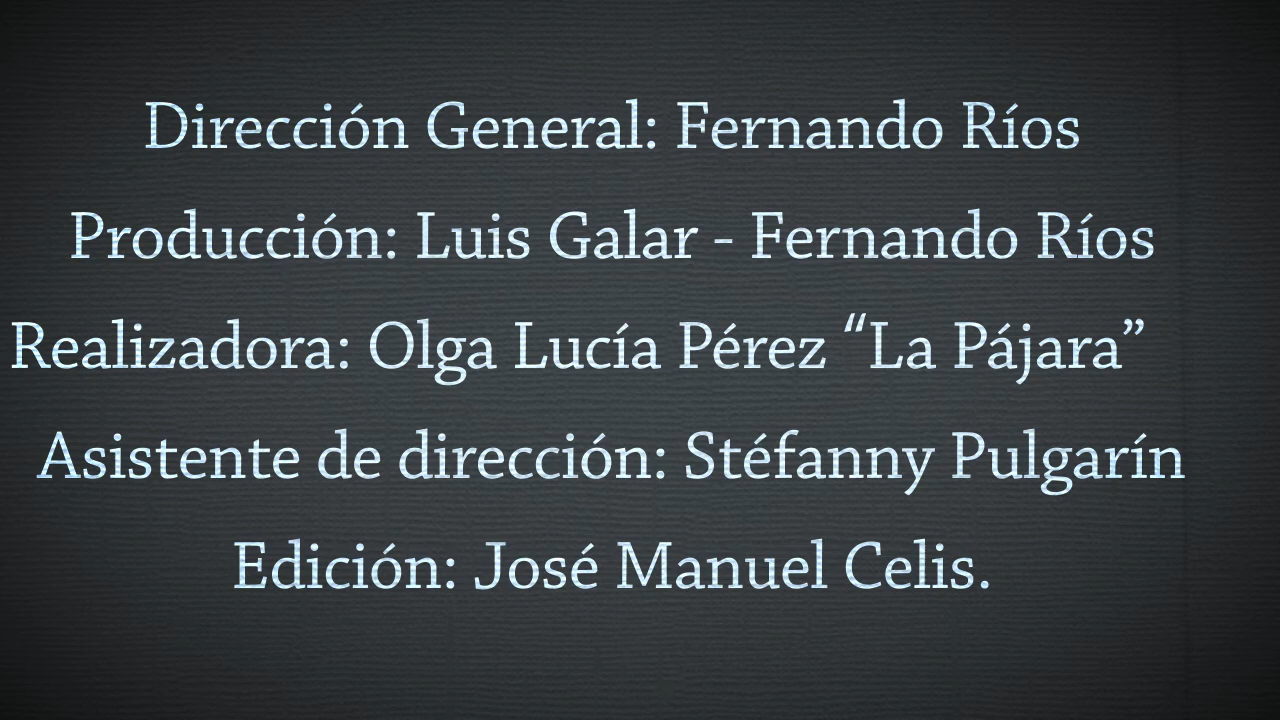 Dirección General: Fernando Ríos
Producción: Luis Galar - Fernando Ríos
Realizadora: Olga Lucía Pérez “La Pájara”
Asistente de dirección: Stéfanny Pulgarín
Edición: José Manuel Celis.